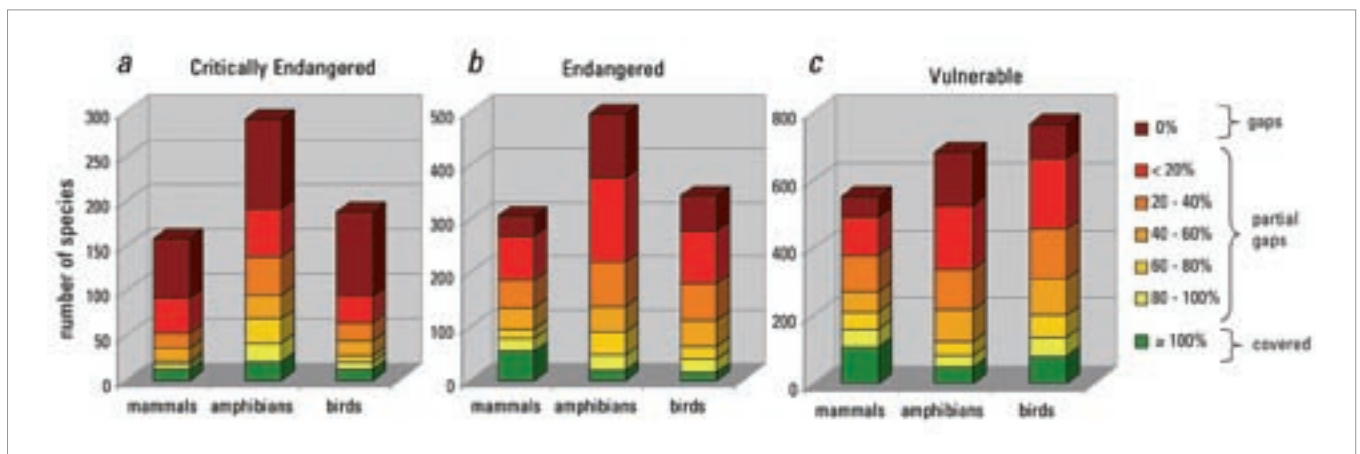 a Critically Endangered
number of species
300
250
200
150
100
50
0
mammals amphibians birds
b Endangered
500
400
300
200
100
0
mammals amphibians birds
c Vulnerable
800
600
400
200
0
mammals amphibians birds
0% gaps
< 20%
20 - 40%
40 - 60%
60 - 80%
80 - 100%
partial
gaps
≥ 100% covered